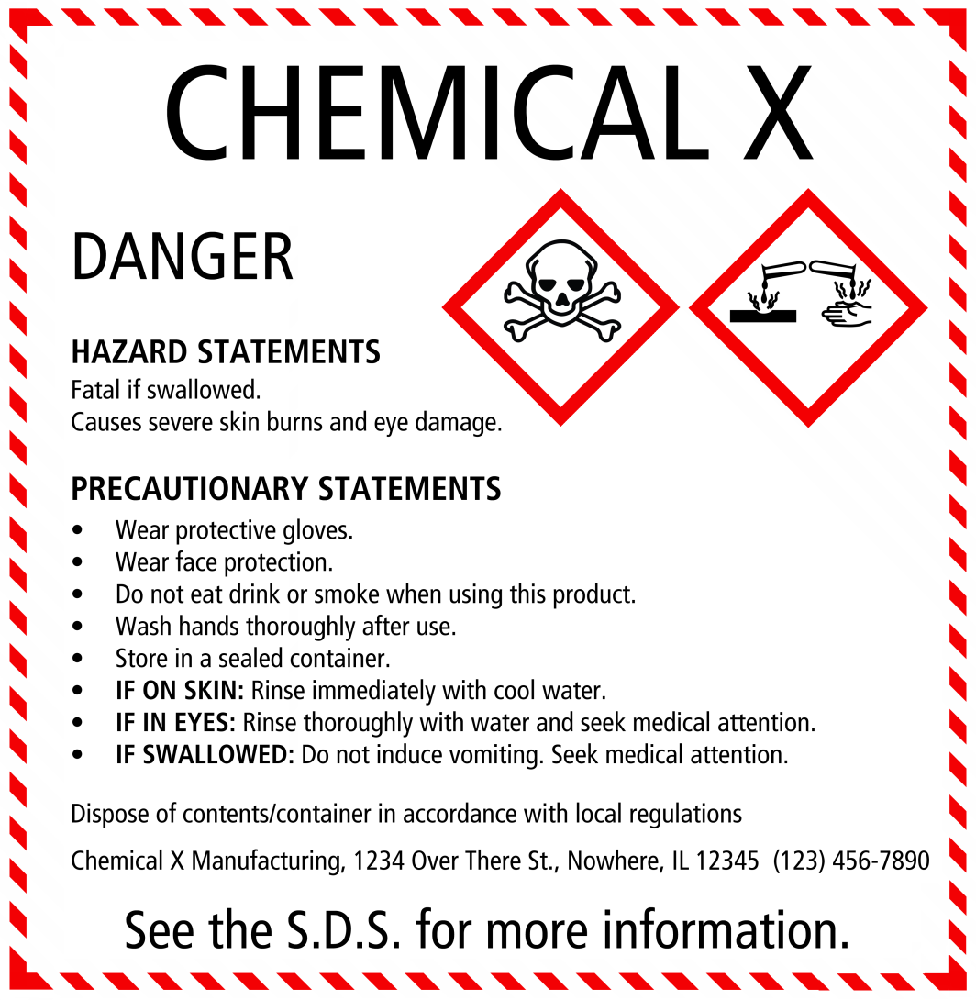 CHEMICAL X
DANGER
HAZARD STATEMENTS
Fatal if swallowed.
Causes severe skin burns and eye damage.
PRECAUTIONARY STATEMENTS
• Wear protective gloves.
• Wear face protection.
• Do not eat drink or smoke when using this product.
• Wash hands thoroughly after use.
• Store in a sealed container.
• IF ON SKIN: Rinse immediately with cool water.
• IF IN EYES: Rinse thoroughly with water and seek medical attention.
• IF SWALLOWED: Do not induce vomiting. Seek medical attention.
Dispose of contents/container in accordance with local regulations
Chemical X Manufacturing, 1234 Over There St., Nowhere, IL 12345  (123) 456-7890
See the S.D.S. for more information.